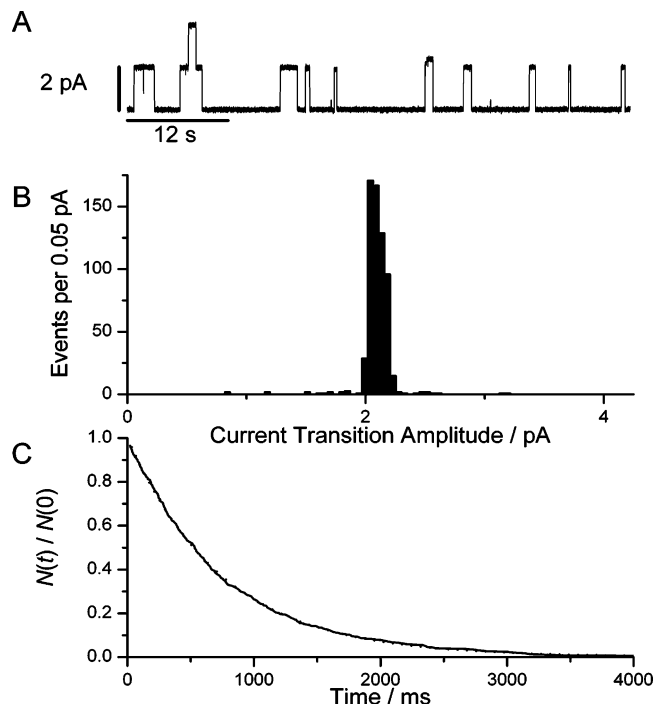 A
2 pA
12 s
B
Events per 0.05 pA
150
100
50
0
0 2 4
Current Transition Amplitude / pA
C
N(t) / N(0)
1.0
0.8
0.6
0.4
0.2
0.0
0 1000 2000 3000 4000
Time / ms